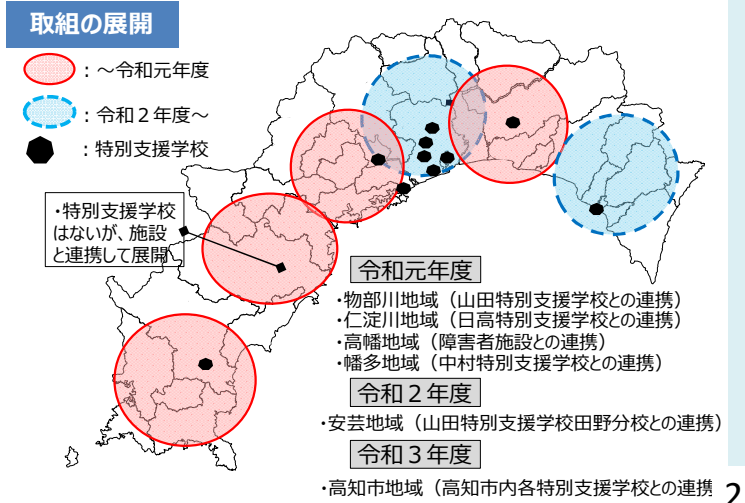 取組の展開
：～令和元年度
：令和２年度～
：特別支援学校
・特別支援学校
はないが、施設
と連携して展開
令和元年度
・物部川地域（山田特別支援学校との連携）
・仁淀川地域（日高特別支援学校との連携）
・高幡地域（障害者施設との連携）
・幡多地域（中村特別支援学校との連携）
令和２年度
・安芸地域（山田特別支援学校田野分校との連携）
令和３年度
・高知市地域（高知市内各特別支援学校との連携
2